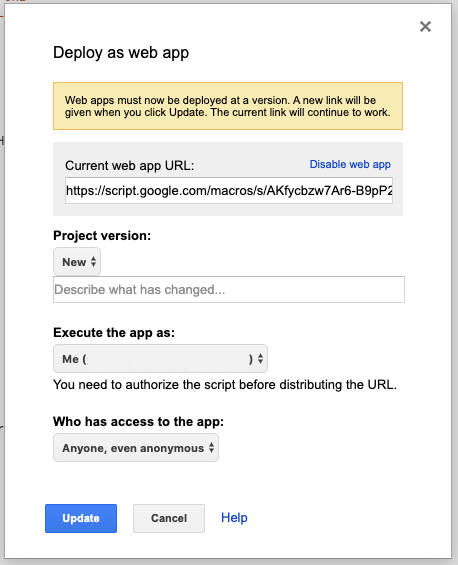 Deploy as web app
Web apps must now be deployed at a version. A new link will be
given when you click Update. The current link will continue to work.
Current web app URL: Disable web app
https://script.google.com/macros/s/AKfycbzw7Ar6-B9pP2
Project version:
New
Describe what has changed...
Execute the app as:
Me ( )
You need to authorize the script before distributing the URL.
Who has access to the app:
Anyone, even anonymous
Update Cancel Help